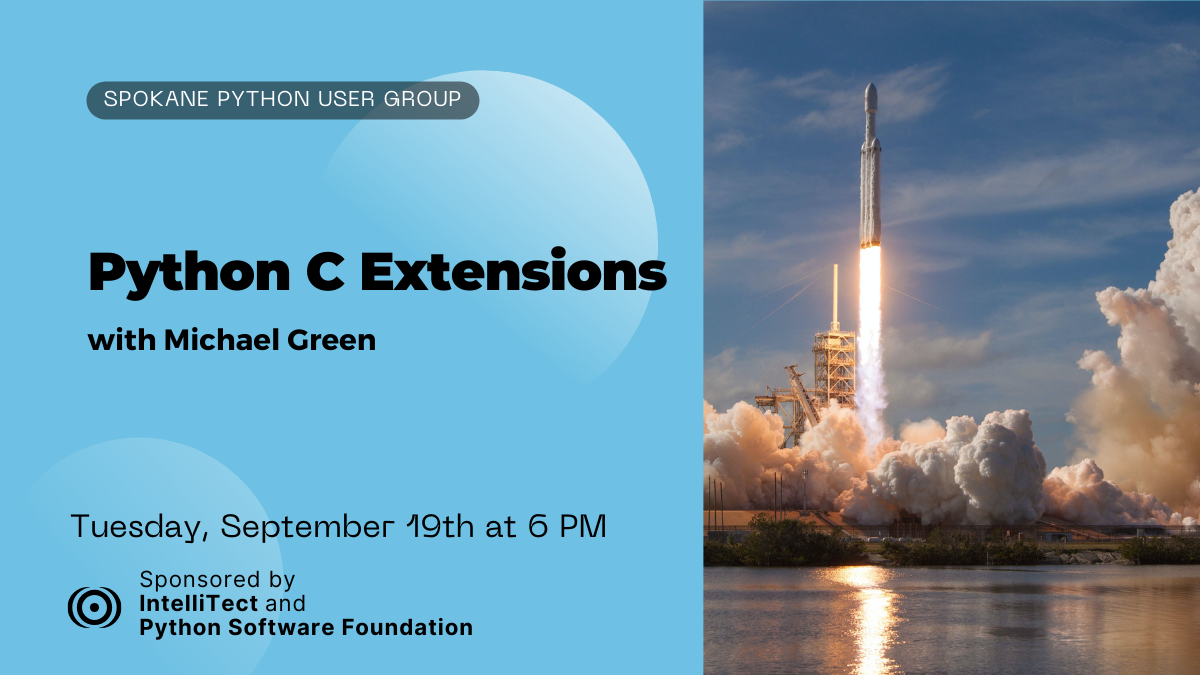 SPOKANE PYTHON USER GROUP
Python C Extensions
with Michael Green
Tuesday, September 19th at 6 PM
Sponsored by
IntelliTect and
Python Software Foundation